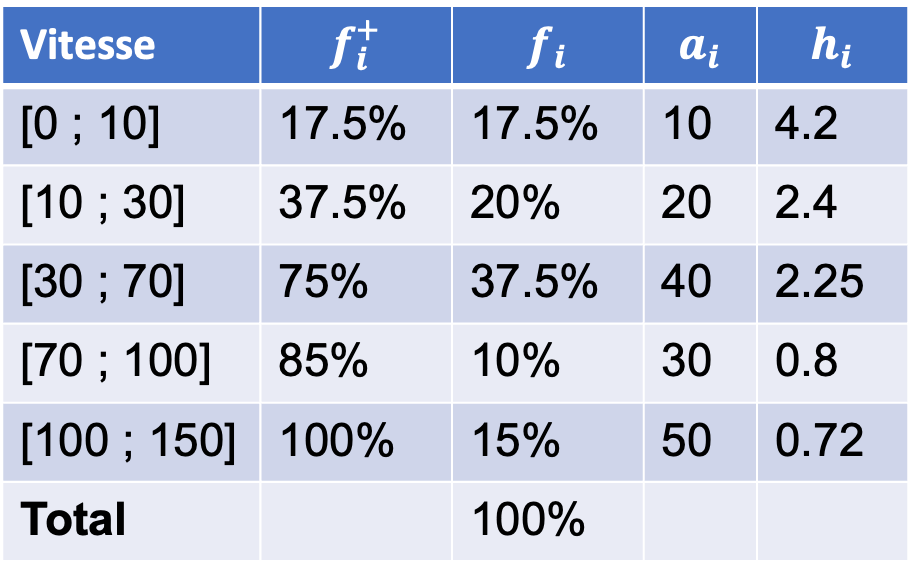 Vitesse f_i^+ f_i a_i h_i
[0 ; 10] 17.5% 17.5% 10 4.2
[10 ; 30] 37.5% 20% 20 2.4
[30 ; 70] 75% 37.5% 40 2.25
[70 ; 100] 85% 10% 30 0.8
[100 ; 150] 100% 15% 50 0.72
Total 100%